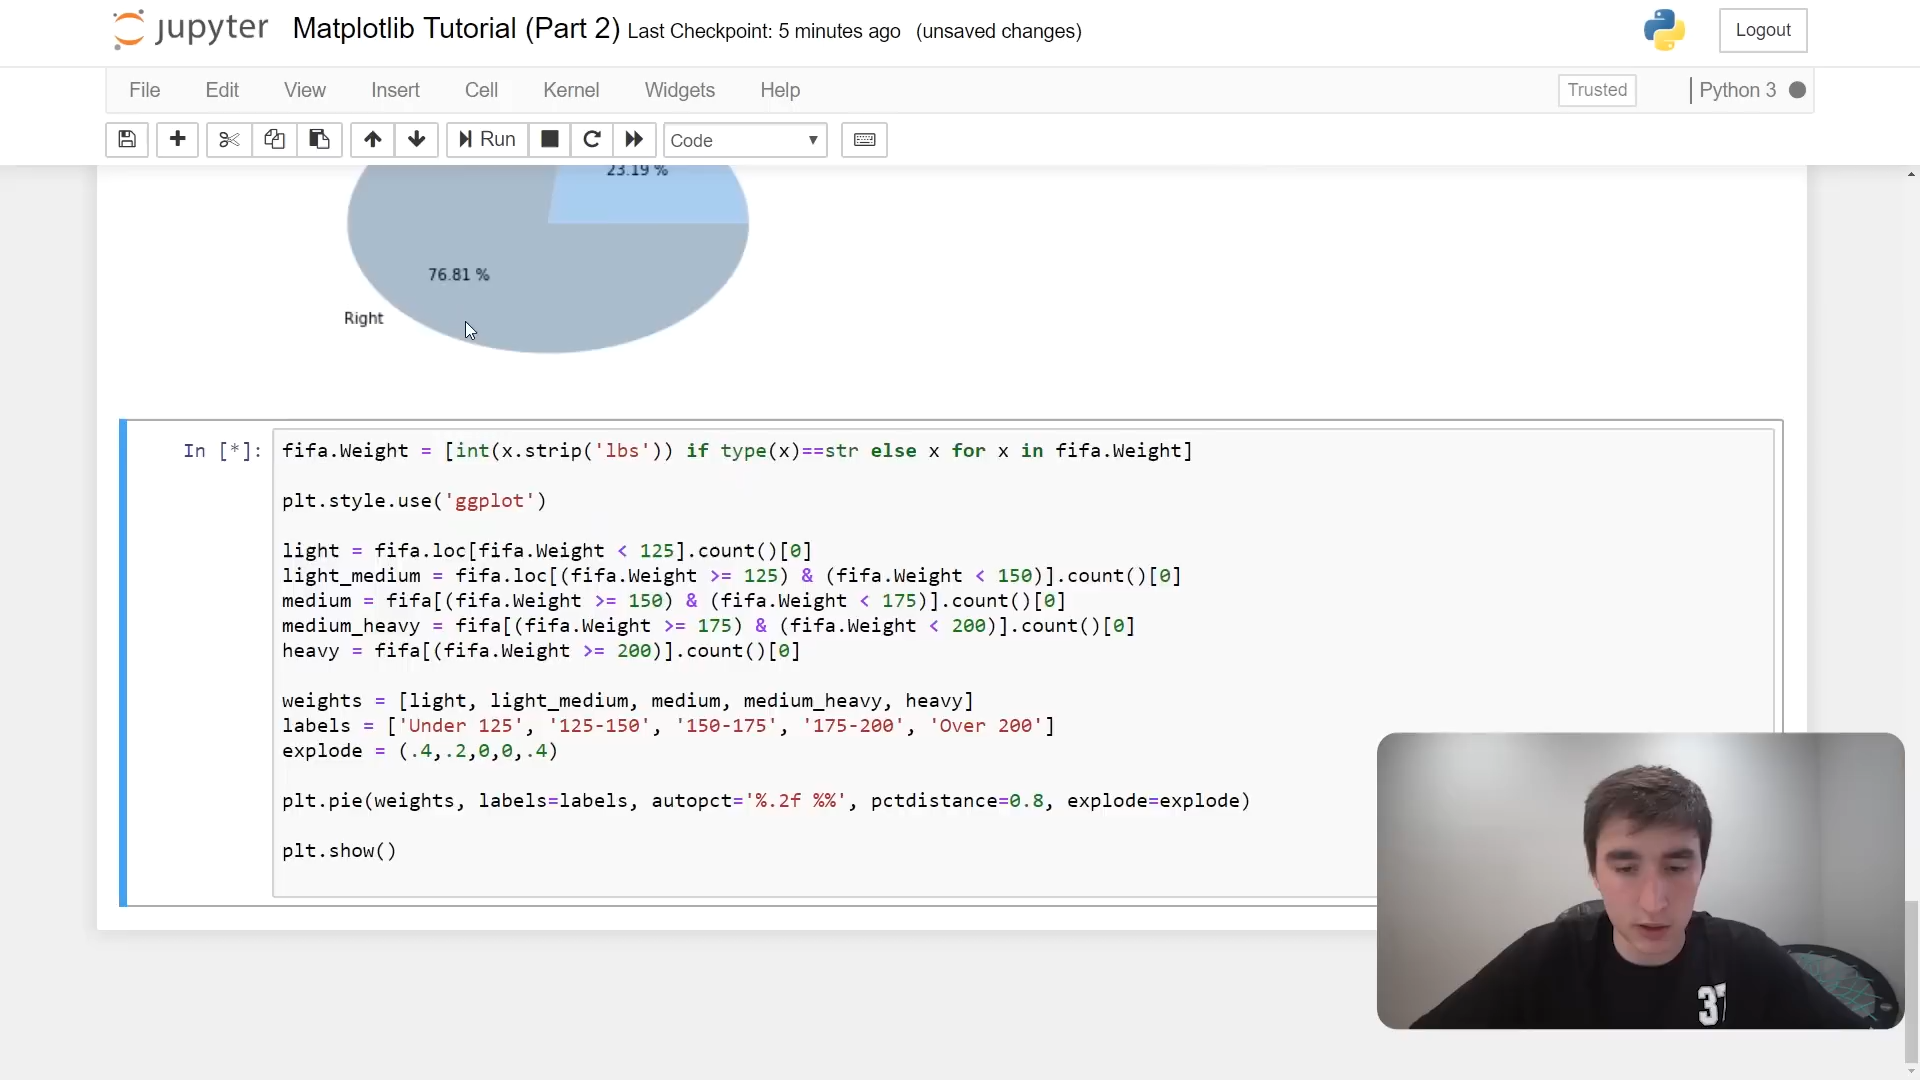 jupyter Matplotlib Tutorial (Part 2) Last Checkpoint: 5 minutes ago (unsaved changes) Logout
File Edit View Insert Cell Kernel Widgets Help Trusted Python 3
Run Code
23.19 %
76.81 %
Right
In [*]: fifa.Weight = [int(x.strip('lbs')) if type(x)==str else x for x in fifa.Weight]
plt.style.use('ggplot')
light = fifa.loc[fifa.Weight < 125].count()[0]
light_medium = fifa.loc[(fifa.Weight >= 125) & (fifa.Weight < 150)].count()[0]
medium = fifa[(fifa.Weight >= 150) & (fifa.Weight < 175)].count()[0]
medium_heavy = fifa[(fifa.Weight >= 175) & (fifa.Weight < 200)].count()[0]
heavy = fifa[(fifa.Weight >= 200)].count()[0]
weights = [light, light_medium, medium, medium_heavy, heavy]
labels = ['Under 125', '125-150', '150-175', '175-200', 'Over 200']
explode = (.4,.2,0,0,.4)
plt.pie(weights, labels=labels, autopct='%.2f %%', pctdistance=0.8, explode=explode)
plt.show()
37